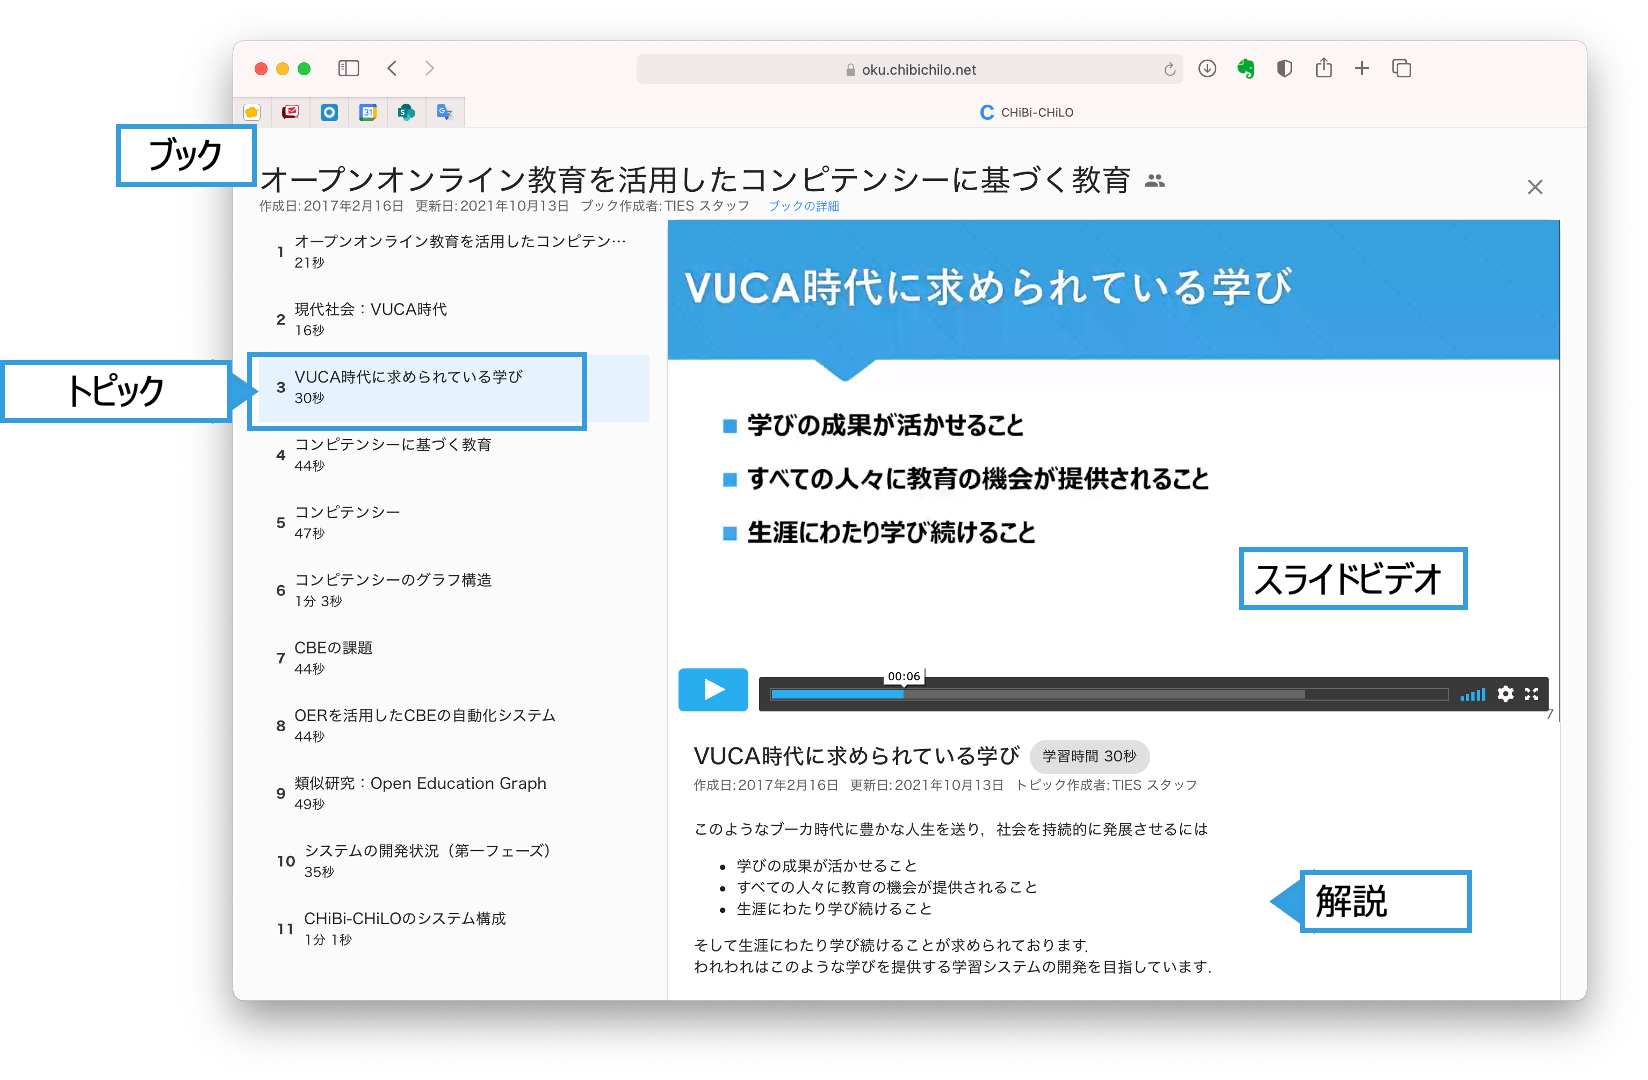 oku.chibichilo.net
CHiBi-CHiLO
ブック
オープンオンライン教育を活用したコンピテンシーに基づく教育
作成日:2017年2月16日 更新日:2021年10月13日 ブック作成者:TIES スタッフ ブックの詳細
1 オープンオンライン教育を活用したコンピテン…
21秒
2 現代社会：VUCA時代
16秒
トピック
3 VUCA時代に求められている学び
30秒
4 コンピテンシーに基づく教育
44秒
5 コンピテンシー
47秒
6 コンピテンシーのグラフ構造
1分 3秒
7 CBEの課題
44秒
8 OERを活用したCBEの自動化システム
44秒
9 類似研究：Open Education Graph
49秒
10 システムの開発状況（第一フェーズ）
35秒
11 CHiBi-CHiLOのシステム構成
1分 1秒
VUCA時代に求められている学び
学びの成果が活かせること
すべての人々に教育の機会が提供されること
生涯にわたり学び続けること
スライドビデオ
00:06
7
VUCA時代に求められている学び 学習時間 30秒
作成日:2017年2月16日 更新日:2021年10月13日 トピック作成者:TIES スタッフ
このようなブーカ時代に豊かな人生を送り，社会を持続的に発展させるには
• 学びの成果が活かせること
• すべての人々に教育の機会が提供されること
• 生涯にわたり学び続けること
解説
そして生涯にわたり学び続けることが求められております．
われわれはこのような学びを提供する学習システムの開発を目指しています．